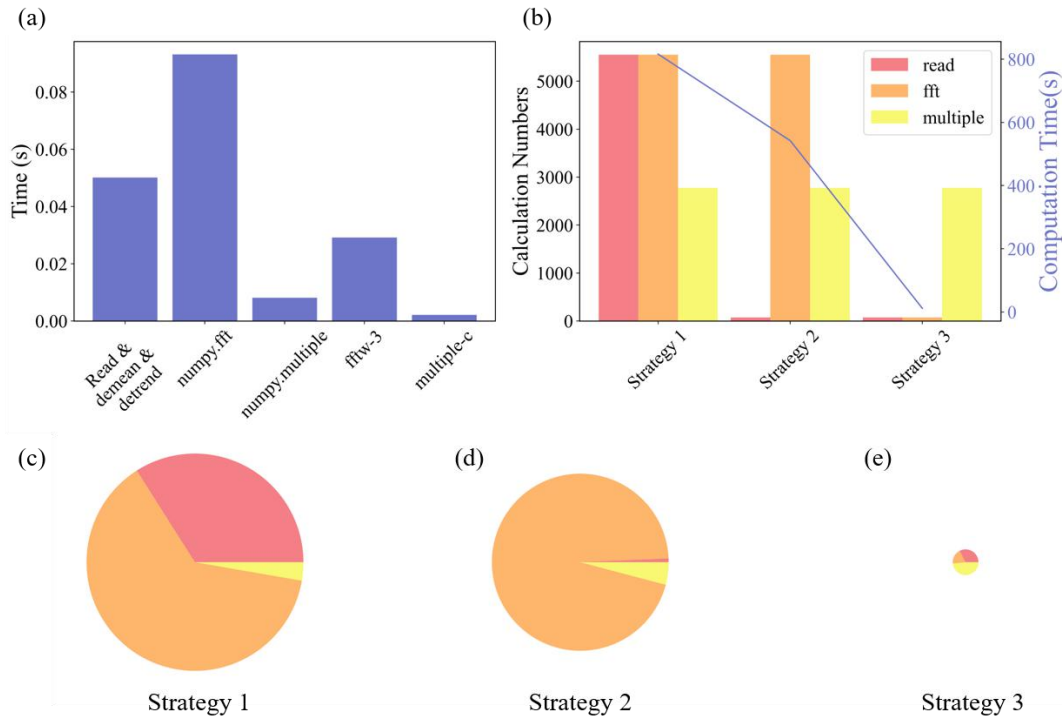 (a)
Time (s)
0.08
0.06
0.04
0.02
0.00
Read &
demean &
detrend
numpy.fft
numpy.multiple
fftw-3
multiple-c
(b)
Calculation Numbers
5000
4000
3000
2000
1000
0
read
fft
multiple
800
600
400
200
0
Computation Time(s)
Strategy 1
Strategy 2
Strategy 3
(c)
(d)
(e)
Strategy 1
Strategy 2
Strategy 3